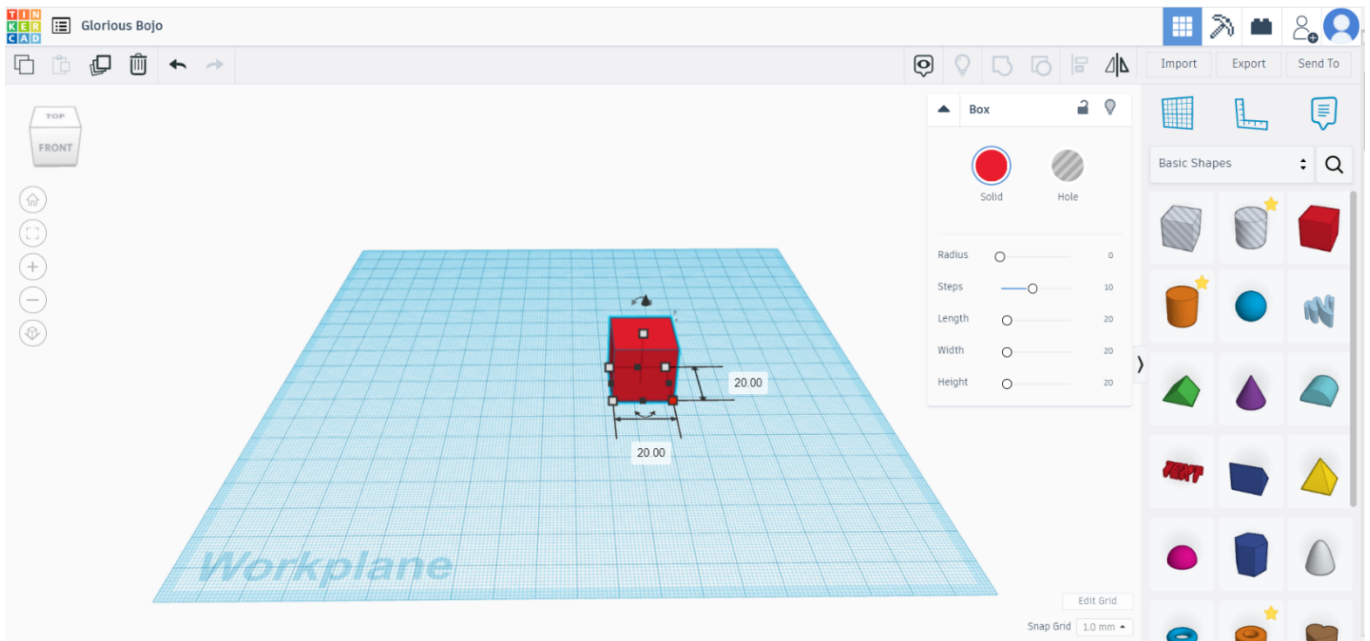 TIN
KER
CAD
Glorious Bojo
Import
Export
Send To
TOP
FRONT
Box
Solid
Hole
Radius 0
Steps 10
Length 20
Width 20
Height 20
Basic Shapes
TEXT
20.00
20.00
Workplane
Edit Grid
Snap Grid 1.0 mm